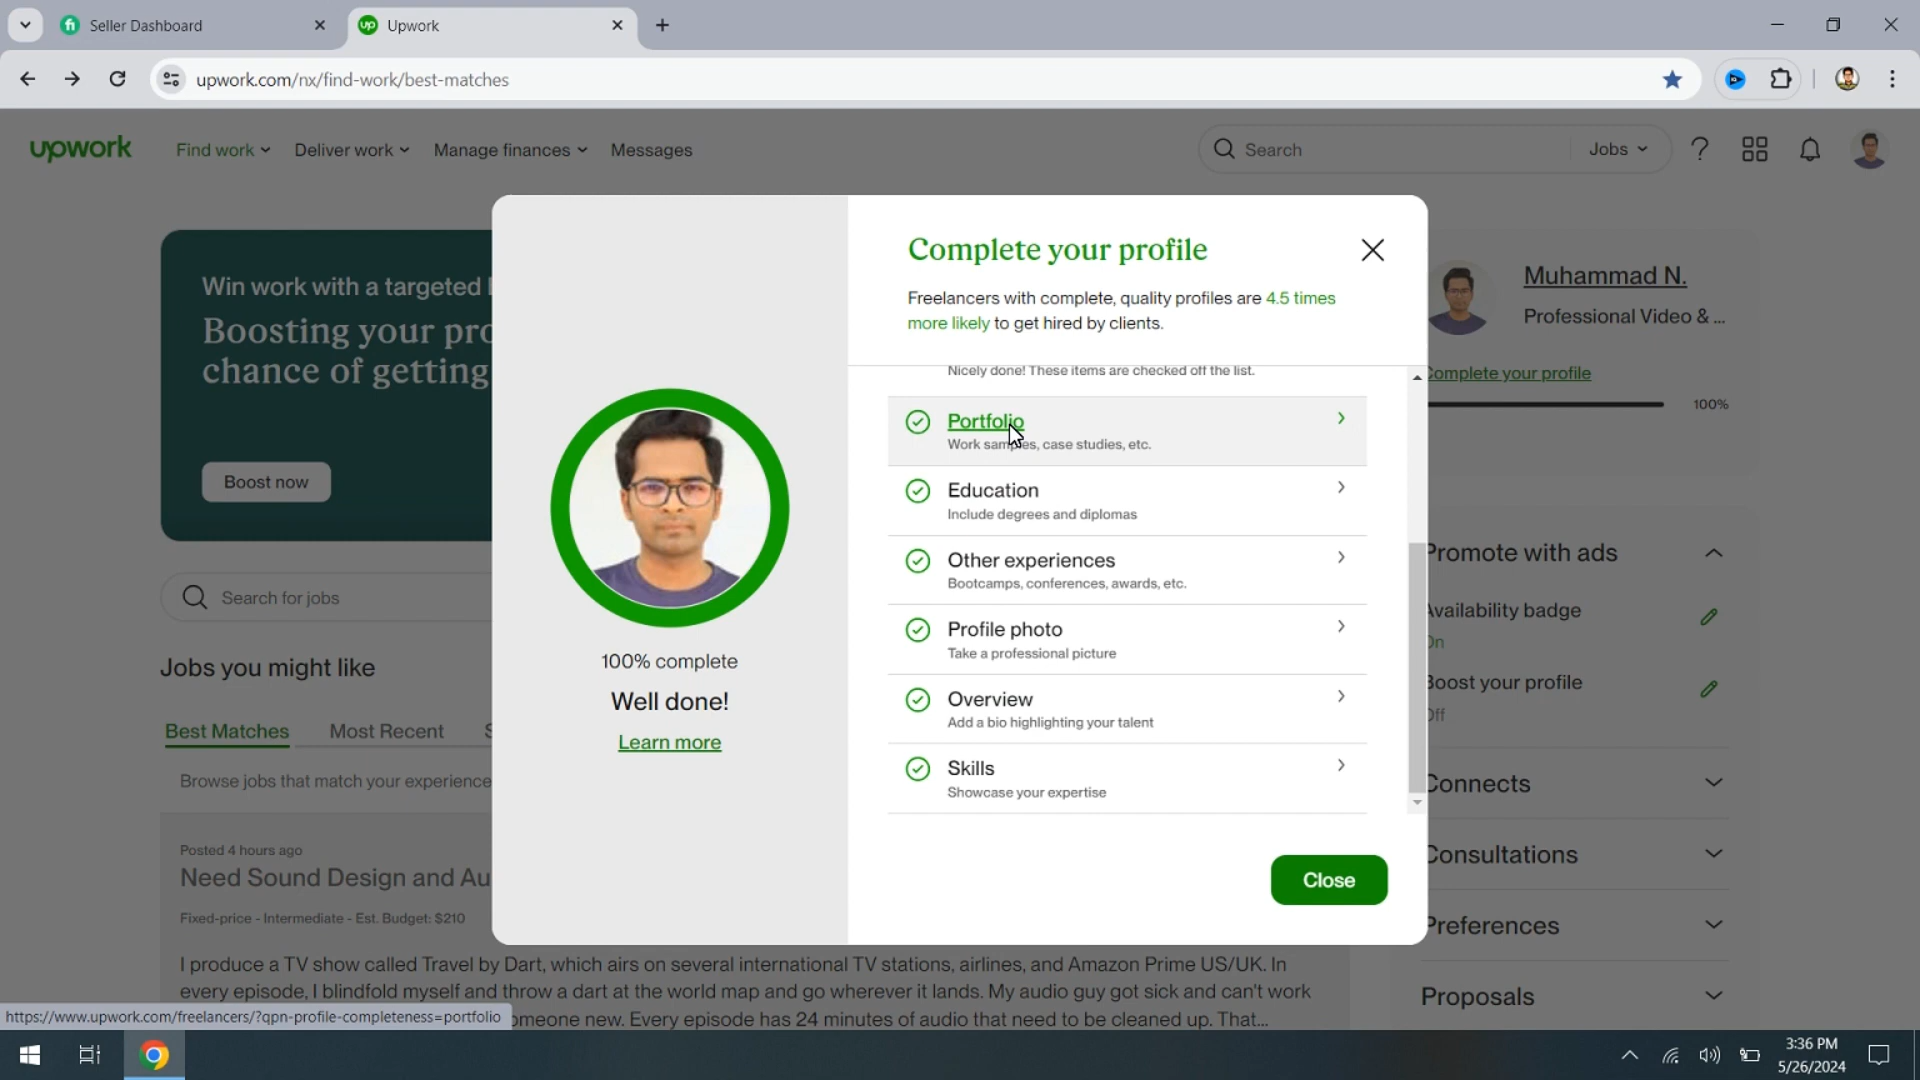 Seller Dashboard
Upwork
upwork.com/nx/find-work/best-matches
upwork
Find work
Deliver work
Manage finances
Messages
Search
Jobs
Win work with a targeted
Boosting your pro
chance of getting
Boost now
Search for jobs
Jobs you might like
Best Matches
Most Recent
S
Browse jobs that match your experience
Posted 4 hours ago
Need Sound Design and Au
Fixed-price - Intermediate - Est. Budget: $210
I produce a TV show called Travel by Dart, which airs on several international TV stations, airlines, and Amazon Prime US/UK. In
every episode, I blindfold myself and throw a dart at the world map and go wherever it lands. My audio guy got sick and can't work
omeone new. Every episode has 24 minutes of audio that need to be cleaned up. That...
https://www.upwork.com/freelancers/?qpn-profile-completeness=portfolio
100% complete
Well done!
Learn more
Complete your profile
Freelancers with complete, quality profiles are 4.5 times
more likely to get hired by clients.
Nicely done! These items are checked off the list.
Portfolio
Work samples, case studies, etc.
Education
Include degrees and diplomas
Other experiences
Bootcamps, conferences, awards, etc.
Profile photo
Take a professional picture
Overview
Add a bio highlighting your talent
Skills
Showcase your expertise
Close
Muhammad N.
Professional Video & ...
Complete your profile
100%
Promote with ads
Availability badge
On
Boost your profile
Off
Connects
Consultations
Preferences
Proposals
3:36 PM
5/26/2024